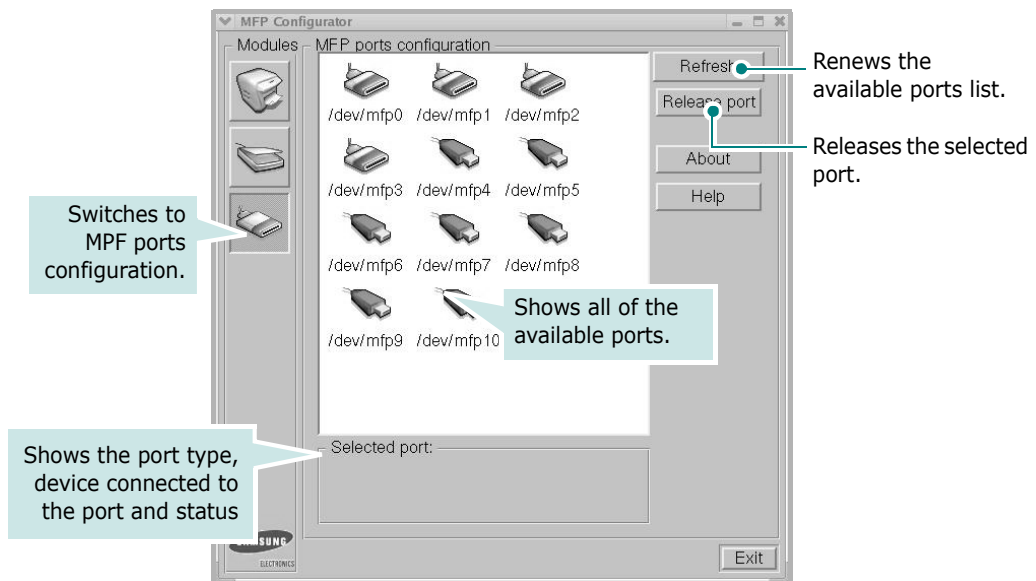 MFP Configurator
Modules
MFP ports configuration
/dev/mfp0 /dev/mfp1 /dev/mfp2
/dev/mfp3 /dev/mfp4 /dev/mfp5
/dev/mfp6 /dev/mfp7 /dev/mfp8
/dev/mfp9 /dev/mfp10
Selected port:
Refresh
Release port
About
Help
Exit
SAMSUNG
ELECTRONICS
Switches to
MPF ports
configuration.
Shows all of the
available ports.
Shows the port type,
device connected to
the port and status
Renews the
available ports list.
Releases the selected
port.